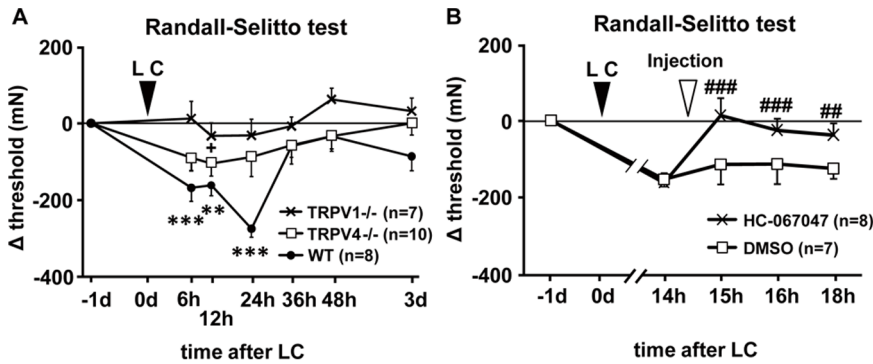 A
Randall-Selitto test
Δ threshold (mN)
200
0
-200
-400
L C
+
***
**
***
TRPV1-/- (n=7)
TRPV4-/- (n=10)
WT (n=8)
-1d 0d 6h 12h 24h 36h 48h 3d
time after LC
B
Randall-Selitto test
Δ threshold (mN)
200
0
-200
-400
L C
Injection
###
###
##
HC-067047 (n=8)
DMSO (n=7)
-1d 0d 14h 15h 16h 18h
time after LC